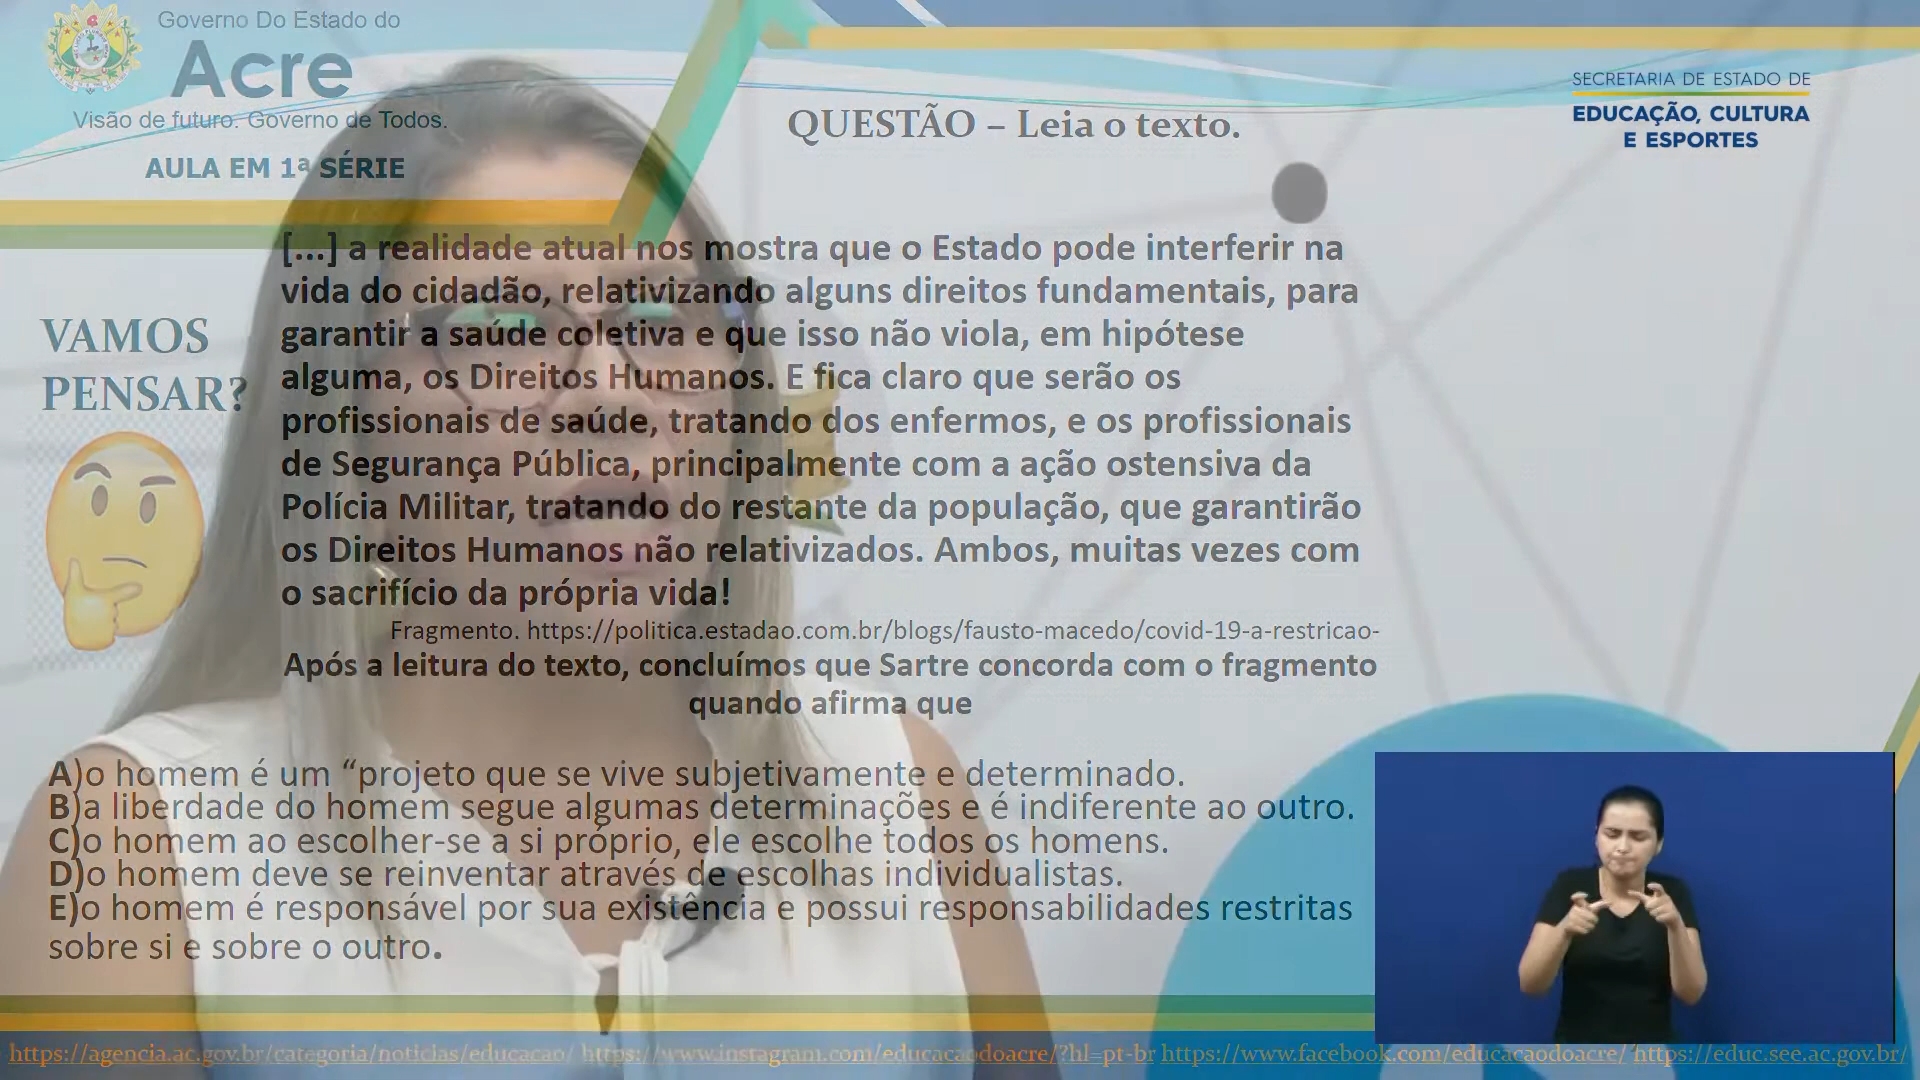 Governo Do Estado do
Acre
Visão de futuro. Governo de Todos.
AULA EM 1ª SÉRIE
SECRETARIA DE ESTADO DE
EDUCAÇÃO, CULTURA
E ESPORTES
QUESTÃO – Leia o texto.
VAMOS
PENSAR?
[...] a realidade atual nos mostra que o Estado pode interferir na
vida do cidadão, relativizando alguns direitos fundamentais, para
garantir a saúde coletiva e que isso não viola, em hipótese
alguma, os Direitos Humanos. E fica claro que serão os
profissionais de saúde, tratando dos enfermos, e os profissionais
de Segurança Pública, principalmente com a ação ostensiva da
Polícia Militar, tratando do restante da população, que garantirão
os Direitos Humanos não relativizados. Ambos, muitas vezes com
o sacrifício da própria vida!
Fragmento. https://politica.estadao.com.br/blogs/fausto-macedo/covid-19-a-restricao-
Após a leitura do texto, concluímos que Sartre concorda com o fragmento
quando afirma que
A)o homem é um “projeto que se vive subjetivamente e determinado.
B)a liberdade do homem segue algumas determinações e é indiferente ao outro.
C)o homem ao escolher-se a si próprio, ele escolhe todos os homens.
D)o homem deve se reinventar através de escolhas individualistas.
E)o homem é responsável por sua existência e possui responsabilidades restritas
sobre si e sobre o outro.
https://agencia.ac.gov.br/categoria/noticias/educacao/ https://www.instagram.com/educacaodoacre/?hl=pt-br https://www.facebook.com/educacaodoacre/ https://educ.see.ac.gov.br/